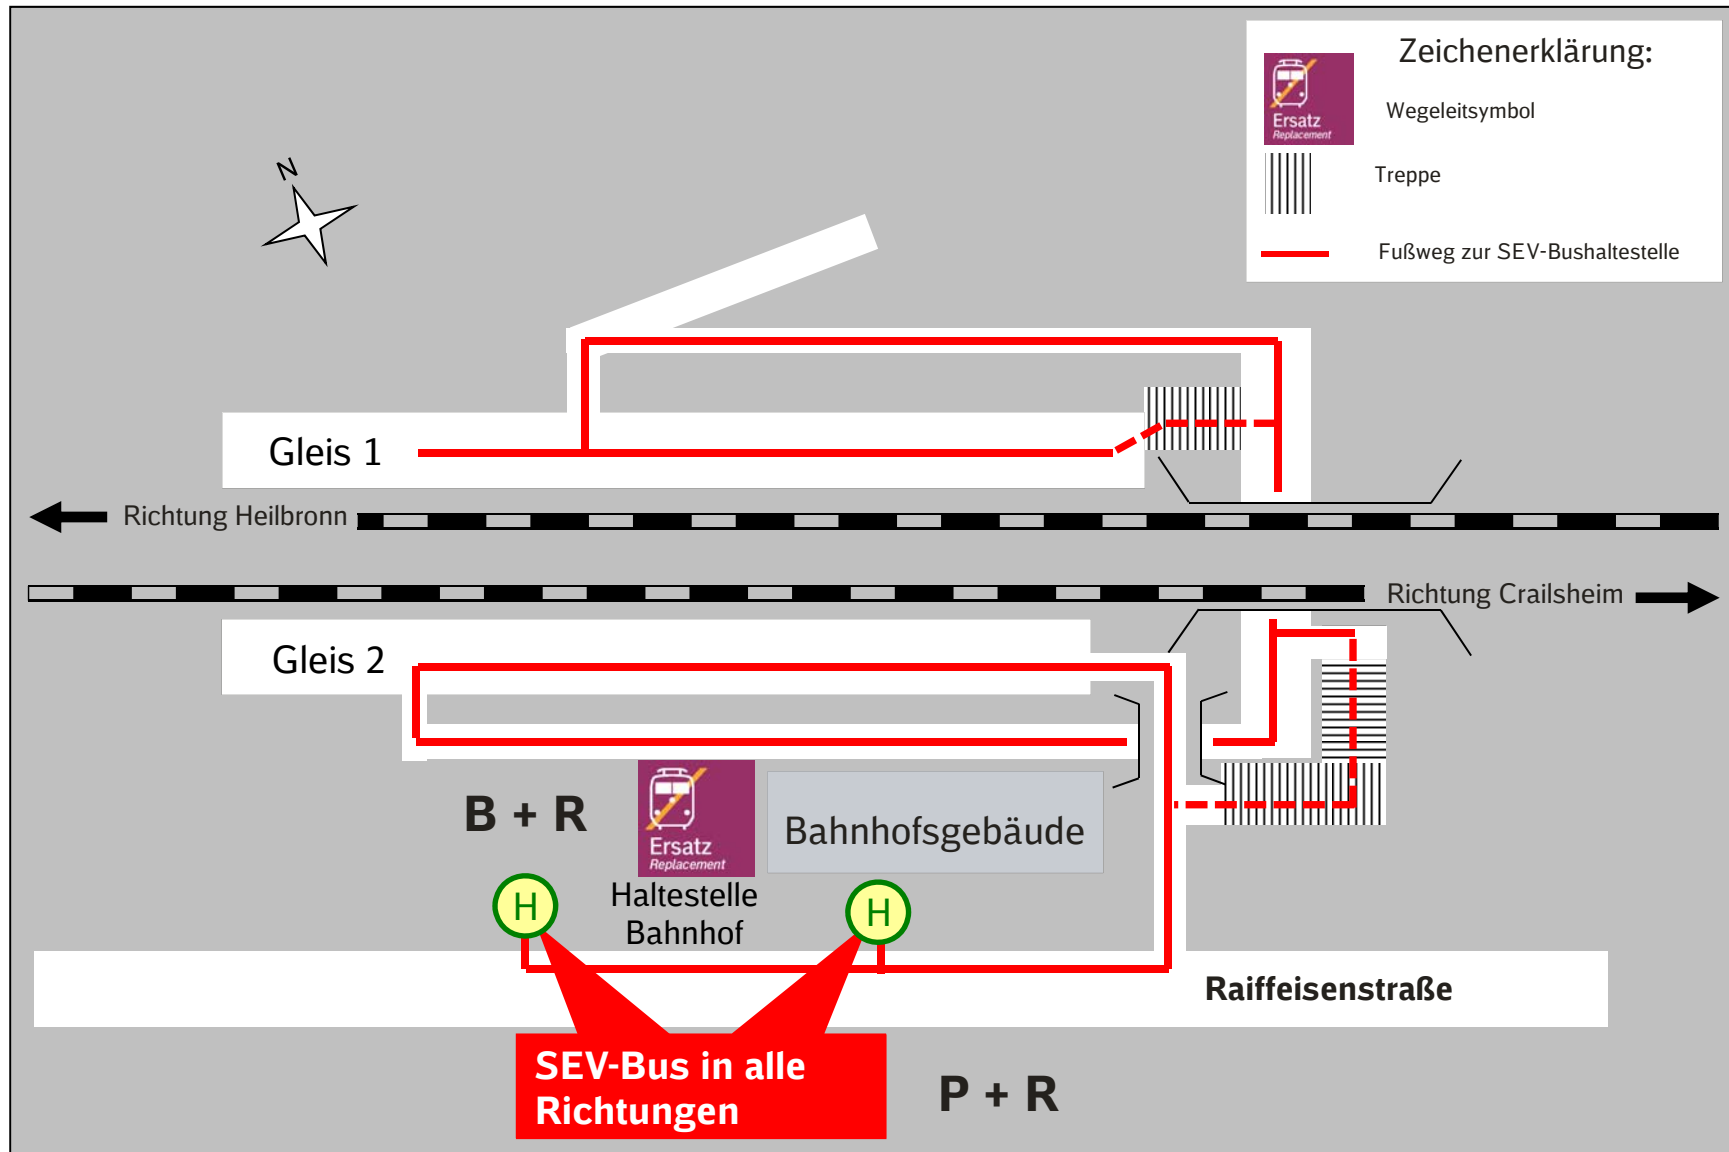 Zeichenerklärung:
Ersatz
Replacement
Wegeleitsymbol
Treppe
Fußweg zur SEV-Bushaltestelle
N
Gleis 1
Richtung Heilbronn
Richtung Crailsheim
Gleis 2
B + R
Ersatz
Replacement
Bahnhofsgebäude
Haltestelle
Bahnhof
H
H
Raiffeisenstraße
SEV-Bus in alle
Richtungen
P + R